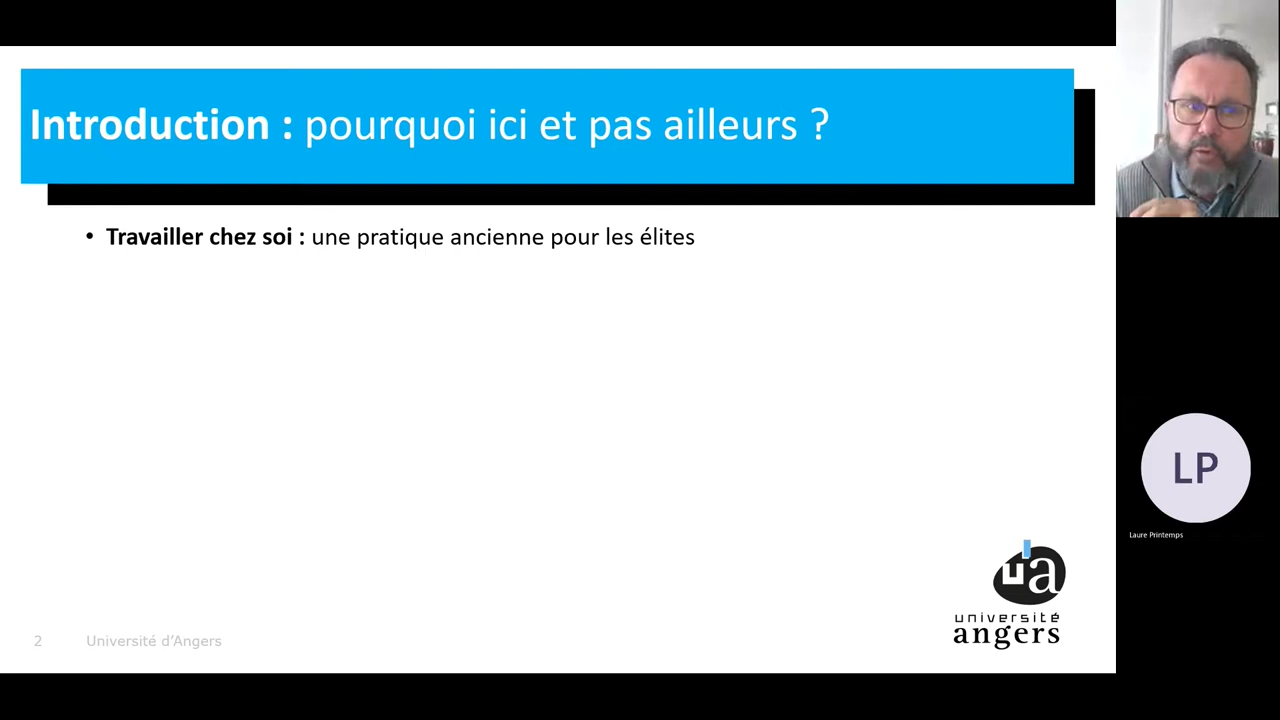 Introduction : pourquoi ici et pas ailleurs ?
• Travailler chez soi : une pratique ancienne pour les élites
LP
Laure Printemps
ua
université
angers
2 Université d'Angers